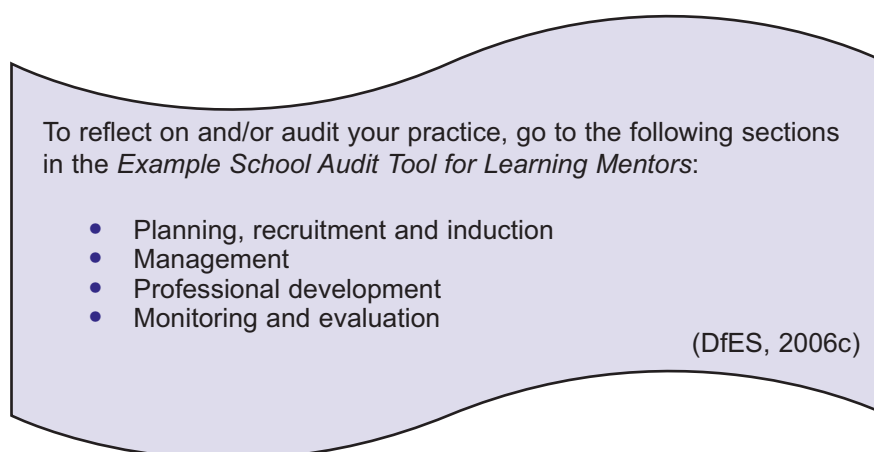 To reflect on and/or audit your practice, go to the following sections
in the Example School Audit Tool for Learning Mentors:
• Planning, recruitment and induction
• Management
• Professional development
• Monitoring and evaluation
(DfES, 2006c)